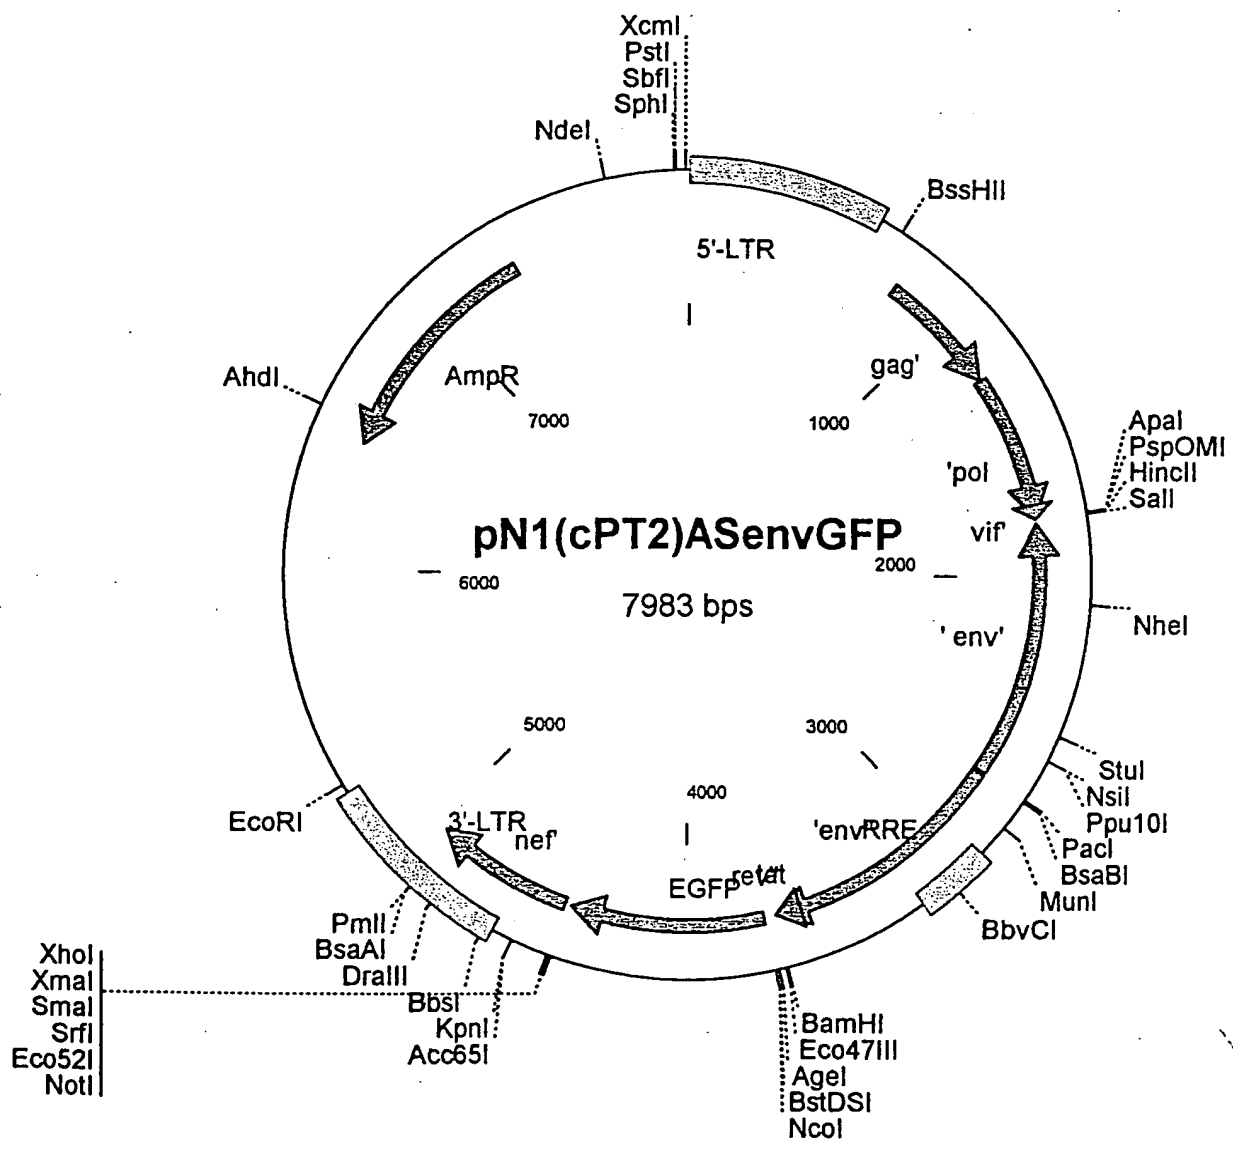 XcmI
PstI
SbfI
SphI
NdeI
BssHII
5'-LTR
gag'
AmpR
AhdI
7000
1000
ApaI
PspOMI
HincII
SalI
'pol
vif'
pN1(cPT2)ASenvGFP
7983 bps
6000
2000
NheI
' env'
5000
3000
4000
StuI
NsiI
Ppu10I
PacI
BsaBI
MunI
BbvCI
EcoRI
3'-LTR
nef'
'env'
RRE
EGFP
PmlI
BsaAI
DraIII
BbsI
KpnI
Acc65I
XhoI
XmaI
SmaI
SrfI
Eco52I
NotI
BamHI
Eco47III
AgeI
BstDSI
NcoI